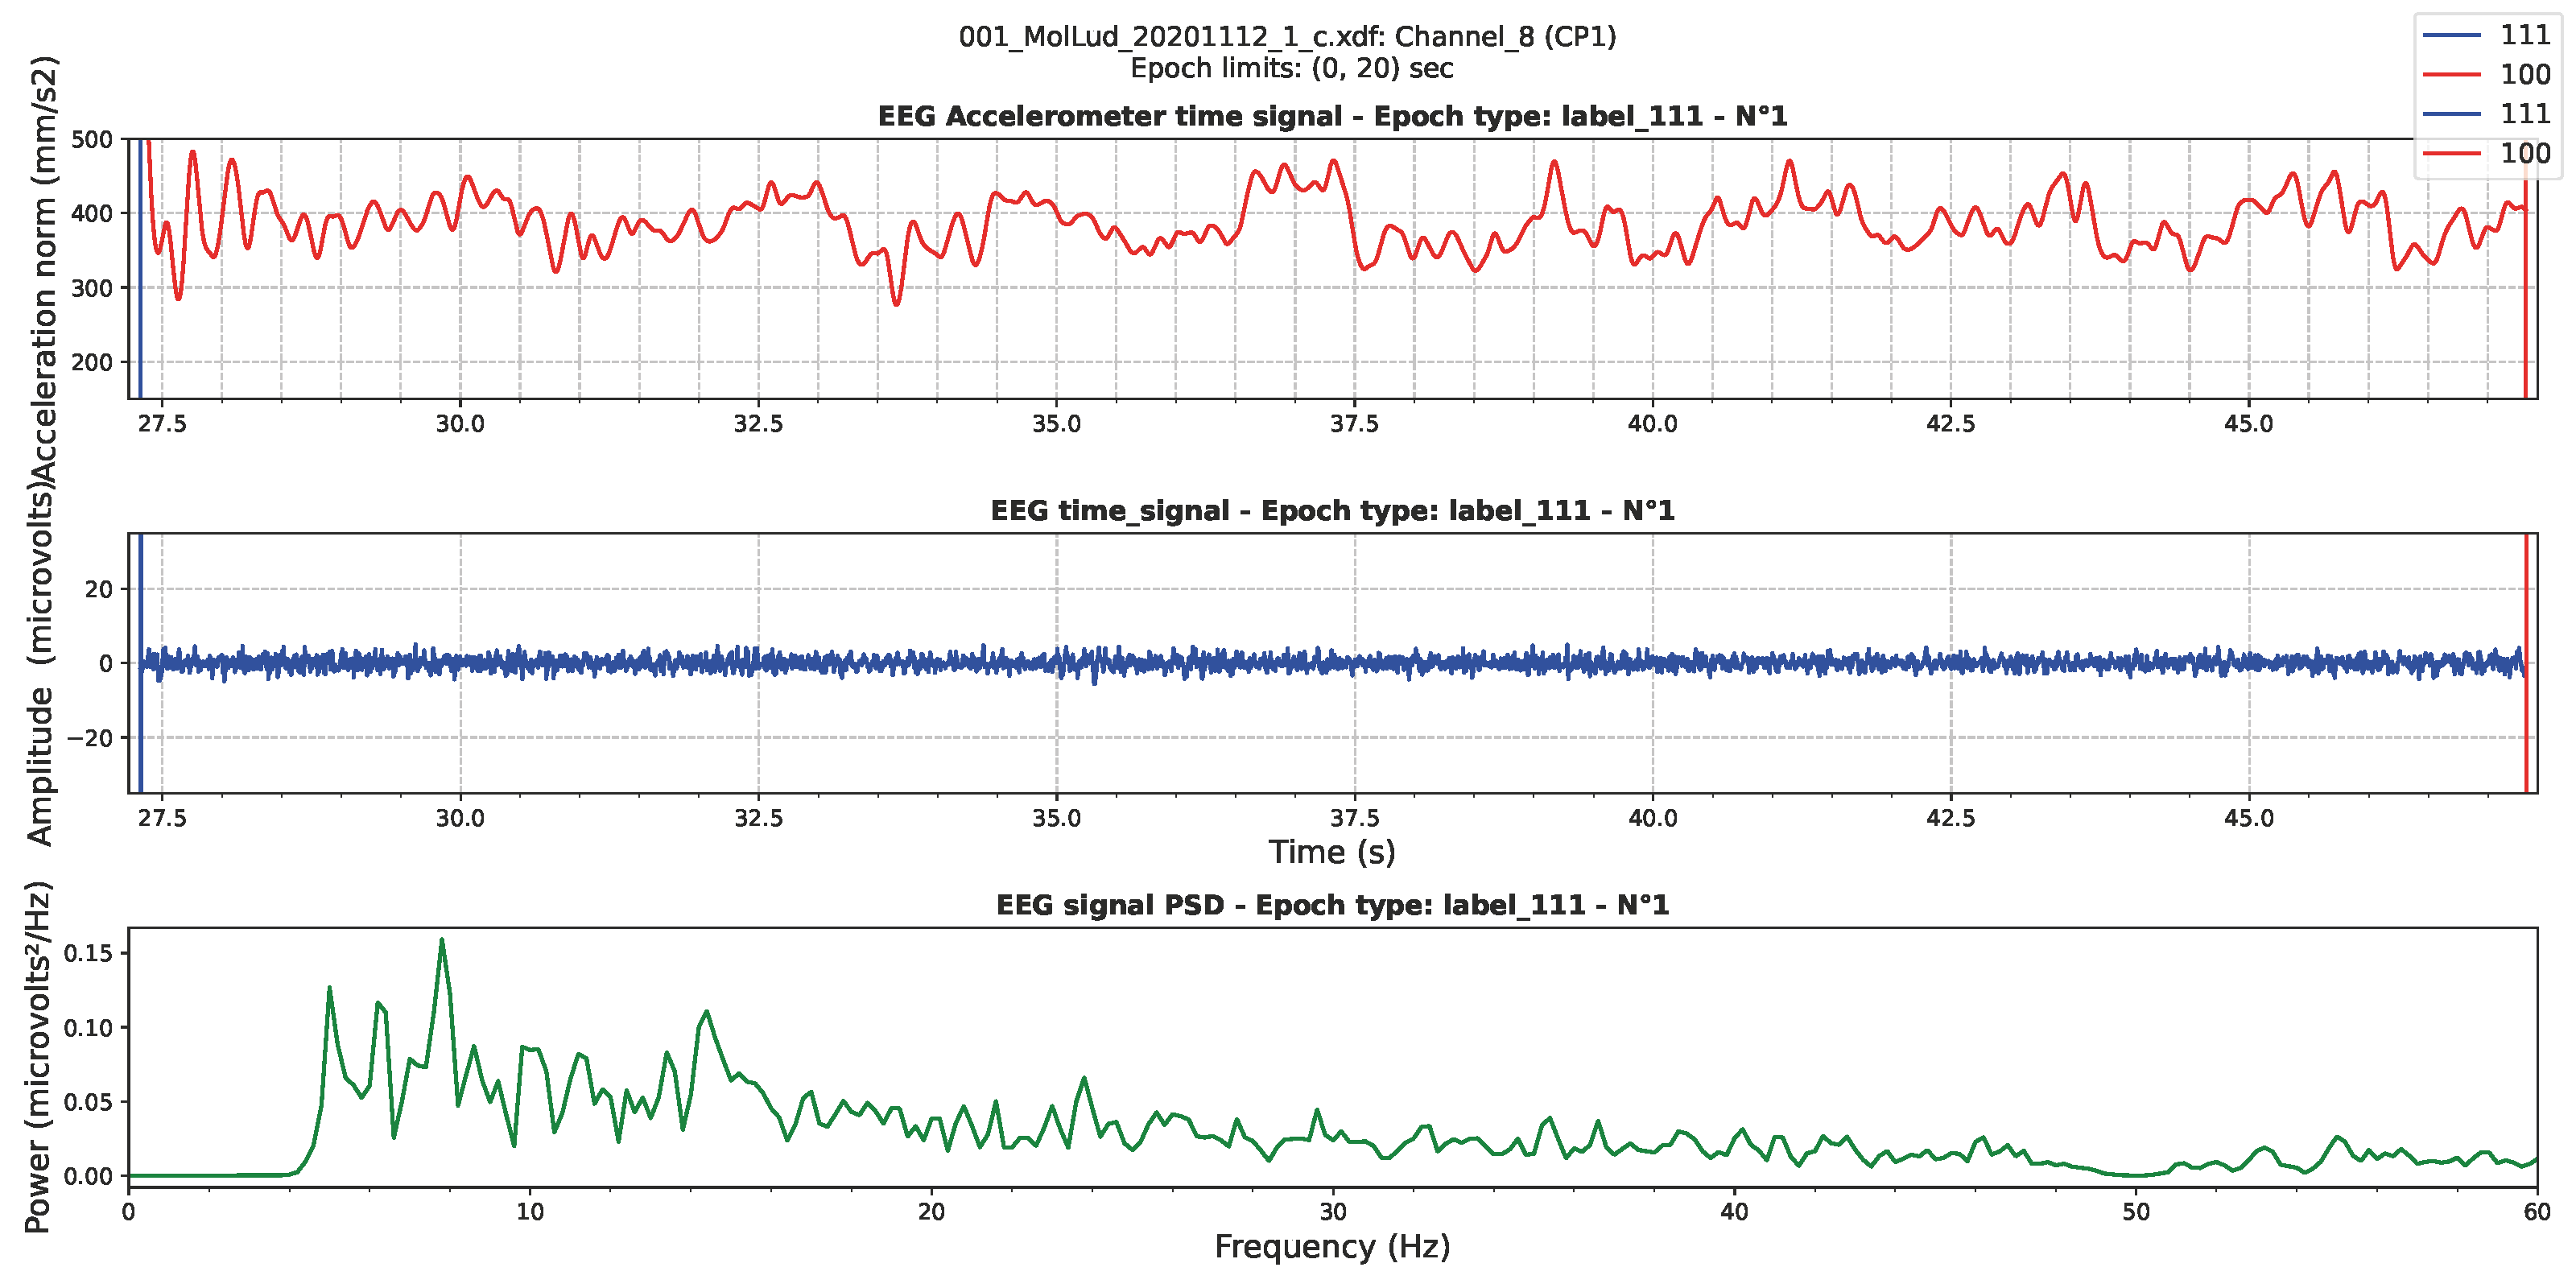 001_MolLud_20201112_1_c.xdf: Channel_8 (CP1)
Epoch limits: (0, 20) sec
111
100
111
100
EEG Accelerometer time signal - Epoch type: label_111 - N°1
Acceleration norm (mm/s2)
500
400
300
200
27.5 30.0 32.5 35.0 37.5 40.0 42.5 45.0
EEG time_signal - Epoch type: label_111 - N°1
Amplitude (microvolts)
20
0
−20
27.5 30.0 32.5 35.0 37.5 40.0 42.5 45.0
Time (s)
EEG signal PSD - Epoch type: label_111 - N°1
Power (microvolts²/Hz)
0.15
0.10
0.05
0.00
0 10 20 30 40 50 60
Frequency (Hz)